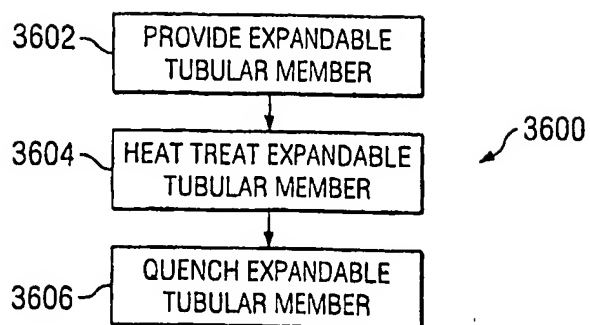 3602
PROVIDE EXPANDABLE
TUBULAR MEMBER
3604
HEAT TREAT EXPANDABLE
TUBULAR MEMBER
3600
3606
QUENCH EXPANDABLE
TUBULAR MEMBER